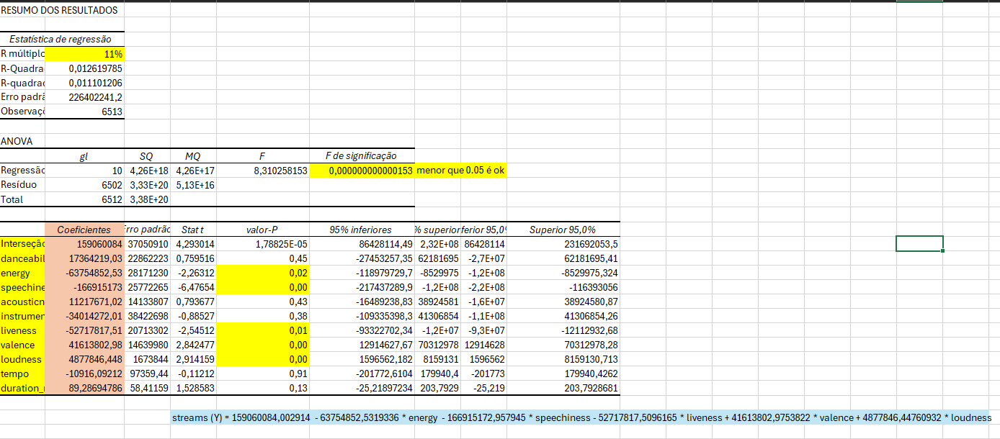 RESUMO DOS RESULTADOS
Estatística de regressão
R múltiplo 11%
R-Quadra 0,012619785
R-quadrac 0,011101206
Erro padrã 226402241,2
Observaçõ 6513
ANOVA
gl SQ MQ F F de significação
Regressão 10 4,26E+18 4,26E+17 8,310258153 0,000000000000153 menor que 0.05 é ok
Resíduo 6502 3,33E+20 5,13E+16
Total 6512 3,38E+20
Coeficientes Erro padrão Stat t valor-P 95% inferiores % superior ferior 95,0% Superior 95,0%
Interseção 159060084 37050910 4,293014 1,78825E-05 86428114,49 2,32E+08 86428114 231692053,5
danceabil 17364219,03 22862223 0,759516 0,45 -27453257,35 62181695 -2,7E+07 62181695,41
energy -63754852,53 28171230 -2,26312 0,02 -118979729,7 -8529975 -1,2E+08 -8529975,324
speechine -166915173 25772265 -6,47654 0,00 -217437289,9 -1,2E+08 -2,2E+08 -116393056
acousticn 11217671,02 14133807 0,793677 0,43 -16489238,83 38924581 -1,6E+07 38924580,87
instrumen -34014272,01 38422698 -0,88527 0,38 -109335398,3 41306854 -1,1E+08 41306854,26
liveness -52717817,51 20713302 -2,54512 0,01 -93322702,34 -1,2E+07 -9,3E+07 -12112932,68
valence 41613802,98 14639980 2,842477 0,00 12914627,67 70312978 12914628 70312978,28
loudness 4877846,448 1673844 2,914159 0,00 1596562,182 8159131 1596562 8159130,713
tempo -10916,09212 97359,44 -0,11212 0,91 -201772,6104 179940,4 -201773 179940,4262
duration_ 89,28694786 58,41159 1,528583 0,13 -25,21897234 203,7929 -25,219 203,7928681
streams (Y) = 159060084,002914 - 63754852,5319336 * energy - 166915172,957945 * speechiness - 52717817,5096165 * liveness + 41613802,9753822 * valence + 4877846,44760932 * loudness